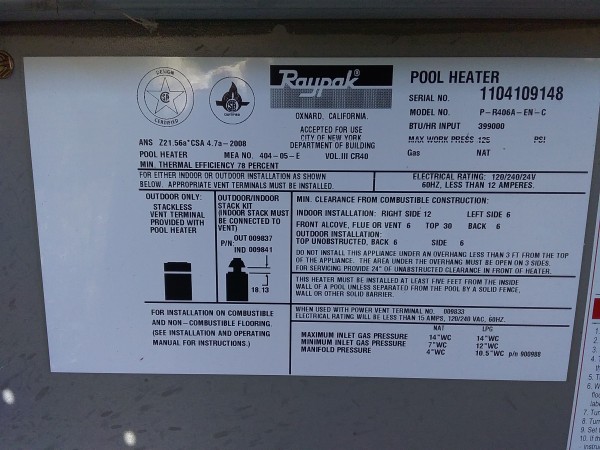 DESIGN
CERTIFIED
Raypak
OXNARD, CALIFORNIA.
ACCEPTED FOR USE
CITY OF NEW YORK
DEPARTMENT OF BUILDING
VOL.III CR40
POOL HEATER
SERIAL NO. 1104109148
MODEL NO. P-R406A-EN-C
BTU/HR INPUT 399000
MAX WORK PRESS 125 PSI
Gas NAT
ANS Z21.56a*CSA 4.7a-2008
POOL HEATER MEA NO. 404-05-E
MIN. THERMAL EFFICIENCY 78 PERCENT
FOR EITHER INDOOR OR OUTDOOR INSTALLATION AS SHOWN
BELOW. APPROPRIATE VENT TERMINALS MUST BE INSTALLED.
ELECTRICAL RATING: 120/240/24V
60HZ, LESS THAN 12 AMPERES.
OUTDOOR ONLY:
STACKLESS
VENT TERMINAL
PROVIDED WITH
POOL HEATER
OUTDOOR/INDOOR
STACK KIT
(INDOOR STACK MUST
BE CONNECTED TO
VENT)
P/N: OUT 009837
IND 009841
18.13
MIN. CLEARANCE FROM COMBUSTIBLE CONSTRUCTION:
INDOOR INSTALLATION: RIGHT SIDE 12 LEFT SIDE 6
FRONT ALCOVE, FLUE OR VENT 6 TOP 30 BACK 6
OUTDOOR INSTALLATION:
TOP UNOBSTRUCTED, BACK 6 SIDE 6
DO NOT INSTALL THIS APPLIANCE UNDER AN OVERHANG LESS THAN 3 FT FROM THE TOP
OF THE APPLIANCE. THE AREA UNDER THE OVERHANG MUST BE OPEN ON 3 SIDES.
FOR SERVICING PROVIDE 24" OF UNABSTRUCTED CLEARANCE IN FRONT OF HEATER.
THIS HEATER MUST BE INSTALLED AT LEAST FIVE FEET FROM THE INSIDE
WALL OF A POOL UNLESS SEPARATED FROM THE POOL BY A SOLID FENCE,
WALL OR OTHER SOLID BARRIER.
WHEN USED WITH POWER VENT TERMINAL NO. 009833
ELECTRICAL RATING WILL BE LESS THAN 15 AMPS, 120/240 VAC, 60HZ.
FOR INSTALLATION ON COMBUSTIBLE
AND NON-COMBUSTIBLE FLOORING.
(SEE INSTALLATION AND OPERATING
MANUAL FOR INSTRUCTIONS.)
NAT LPG
MAXIMUM INLET GAS PRESSURE 14"WC 14"WC
MINIMUM INLET GAS PRESSURE 7"WC 12"WC
MANIFOLD PRESSURE 4"WC 10.5"WC p/n 900988